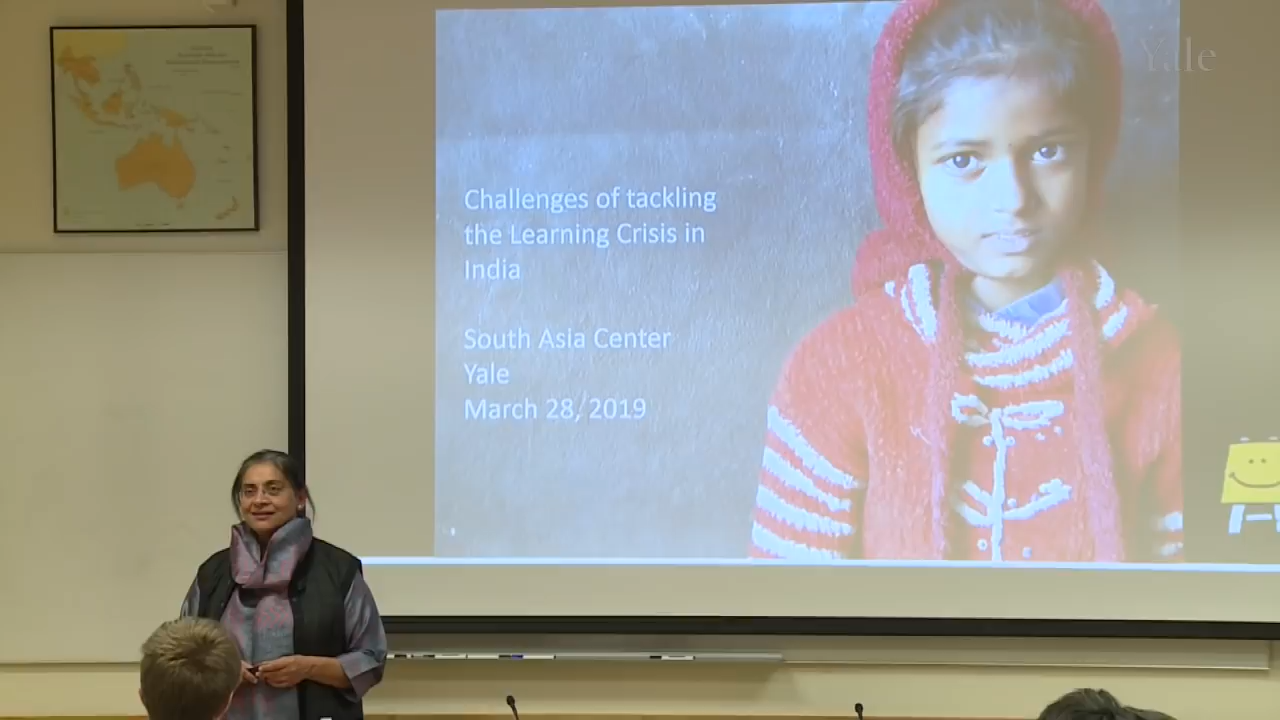 Yale
Challenges of tackling
the Learning Crisis in
India
South Asia Center
Yale
March 28, 2019